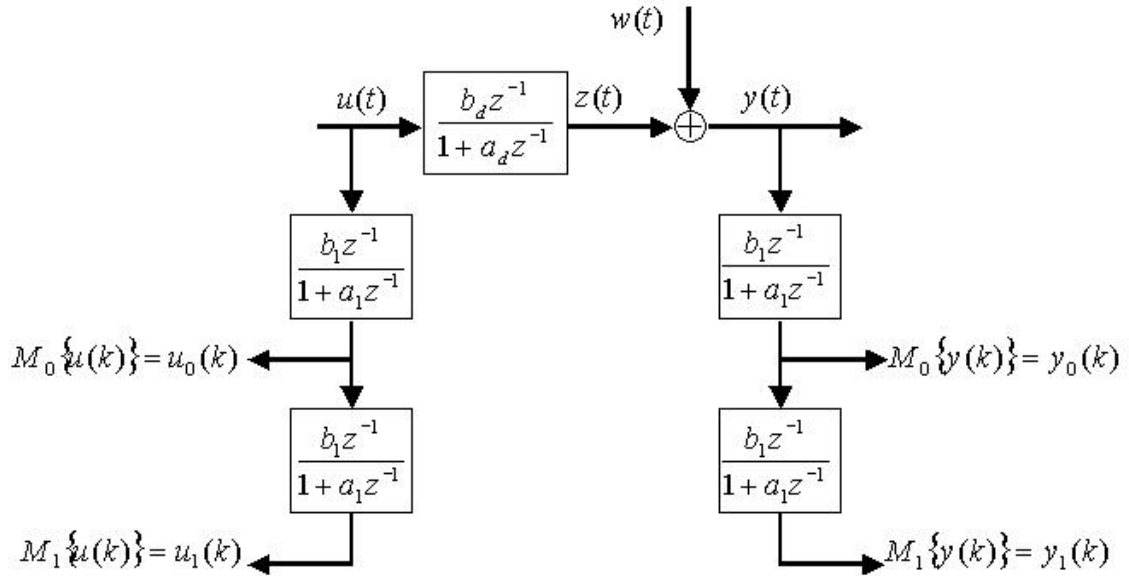 w(t)
u(t) b_d z^{-1} / 1 + a_d z^{-1} z(t) ⊕ y(t)
b_1 z^{-1} / 1 + a_1 z^{-1} b_1 z^{-1} / 1 + a_1 z^{-1}
M_0{u(k)} = u_0(k) M_0{y(k)} = y_0(k)
b_1 z^{-1} / 1 + a_1 z^{-1} b_1 z^{-1} / 1 + a_1 z^{-1}
M_1{u(k)} = u_1(k) M_1{y(k)} = y_1(k)